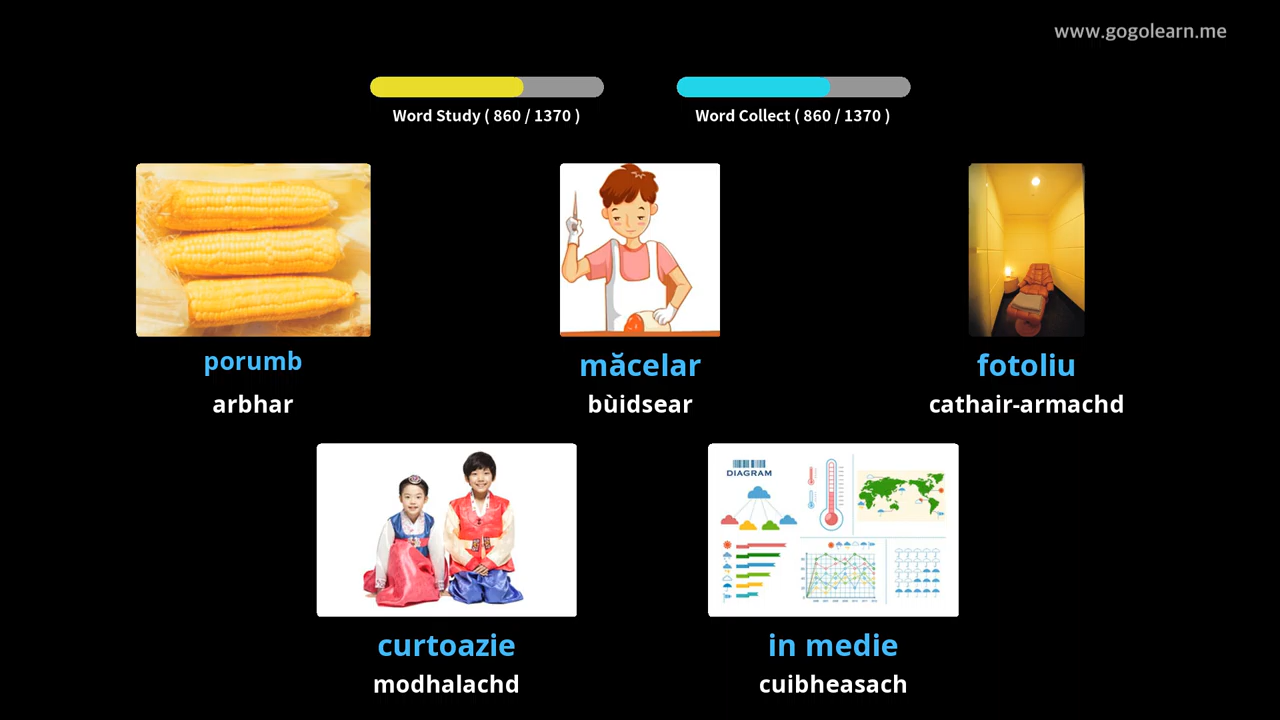 www.gogolearn.me
Word Study ( 860 / 1370 )
Word Collect ( 860 / 1370 )
porumb
arbhar
măcelar
bùidsear
fotoliu
cathair-armachd
DIAGRAM
curtoazie
modhalachd
in medie
cuibheasach